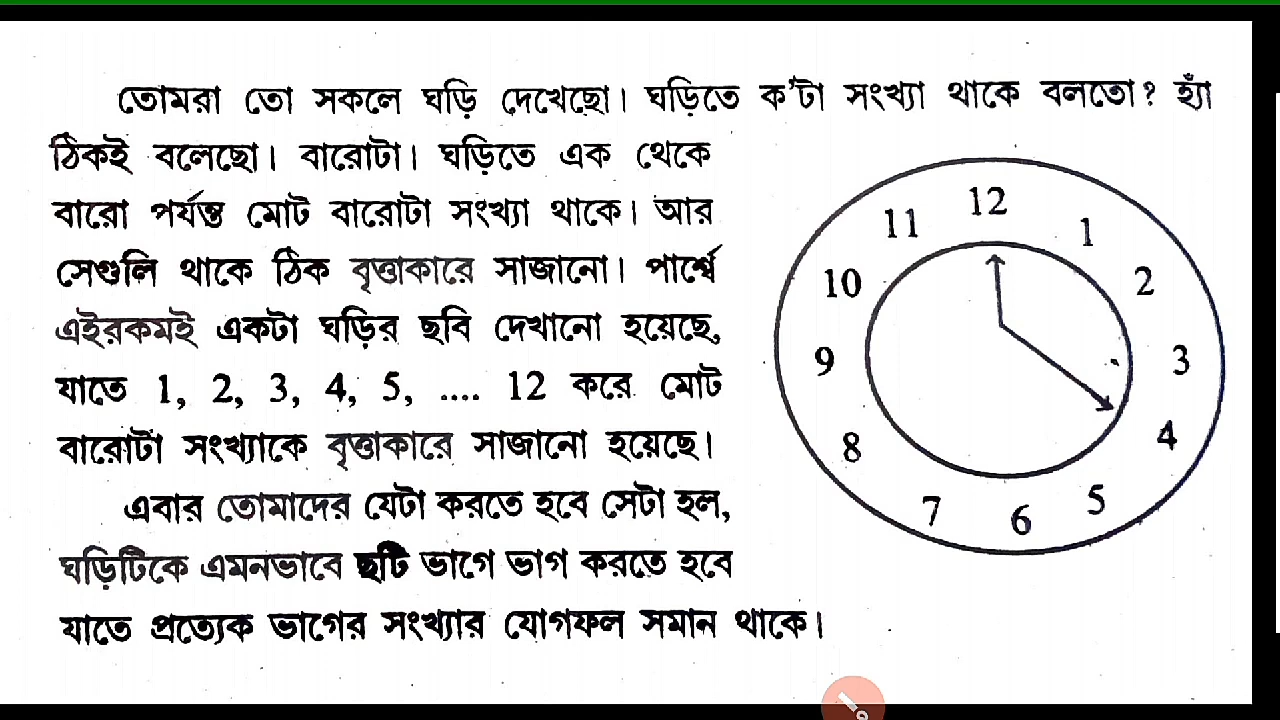 তোমরা তো সকলে ঘড়ি দেখেছো। ঘড়িতে ক'টা সংখ্যা থাকে বলতো? হ্যাঁ
ঠিকই বলেছো। বারোটা। ঘড়িতে এক থেকে
বারো পর্যন্ত মোট বারোটা সংখ্যা থাকে। আর
সেগুলি থাকে ঠিক বৃত্তাকারে সাজানো। পার্শ্বে
এইরকমই একটা ঘড়ির ছবি দেখানো হয়েছে,
যাতে 1, 2, 3, 4, 5, .... 12 করে মোট
বারোটা সংখ্যাকে বৃত্তাকারে সাজানো হয়েছে।
এবার তোমাদের যেটা করতে হবে সেটা হল,
ঘড়িটিকে এমনভাবে ছটি ভাগে ভাগ করতে হবে
যাতে প্রত্যেক ভাগের সংখ্যার যোগফল সমান থাকে।
12
1
2
3
4
5
6
7
8
9
10
11